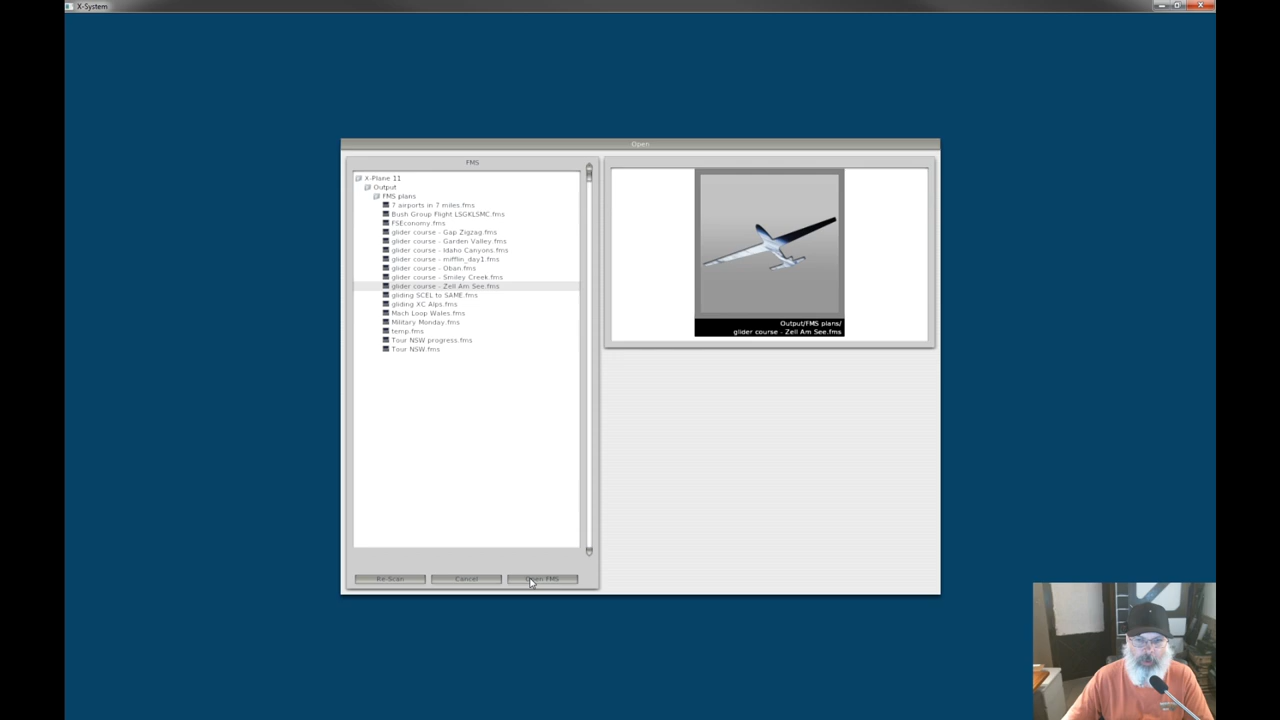 X-System
Open
FMS
X-Plane 11
Output
FMS plans
7 airports in 7 miles.fms
Bush Group Flight LSGKLSMC.fms
FSEconomy.fms
glider course - Gap Zigzag.fms
glider course - Garden Valley.fms
glider course - Idaho Canyons.fms
glider course - mifflin_day1.fms
glider course - Oban.fms
glider course - Smiley Creek.fms
glider course - Zell Am See.fms
gliding SCEL to SAME.fms
gliding XC Alps.fms
Mach Loop Wales.fms
Military Monday.fms
temp.fms
Tour NSW progress.fms
Tour NSW.fms
Output/FMS plans/
glider course - Zell Am See.fms
Re-Scan
Cancel
Open FMS